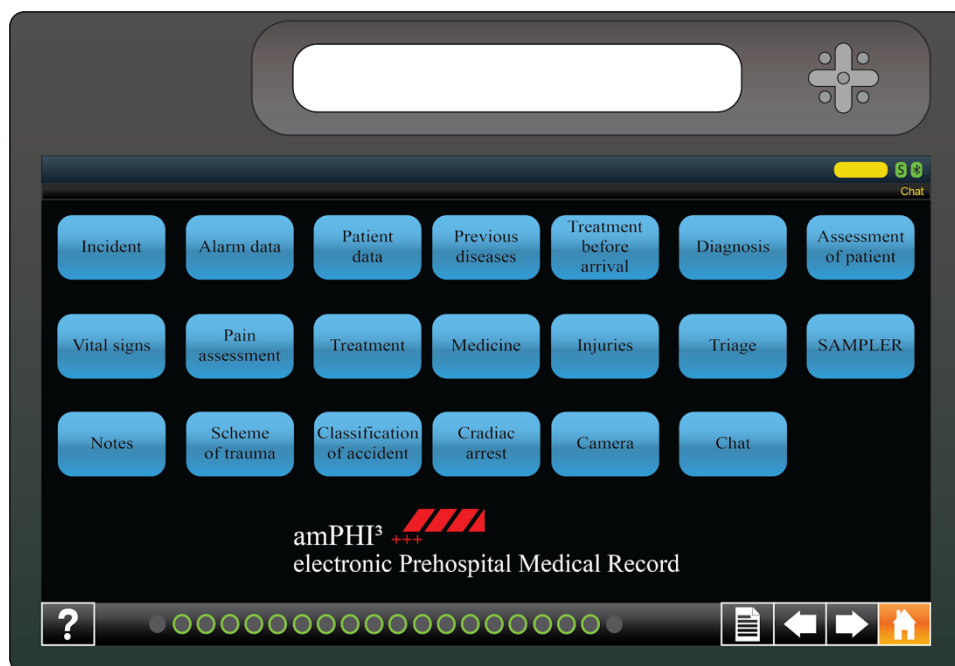 S
Chat
Incident
Alarm data
Patient
data
Previous
diseases
Treatment
before
arrival
Diagnosis
Assessment
of patient
Vital signs
Pain
assessment
Treatment
Medicine
Injuries
Triage
SAMPLER
Notes
Scheme
of trauma
Classification
of accident
Cradiac
arrest
Camera
Chat
amPHI³ +++
electronic Prehospital Medical Record
?